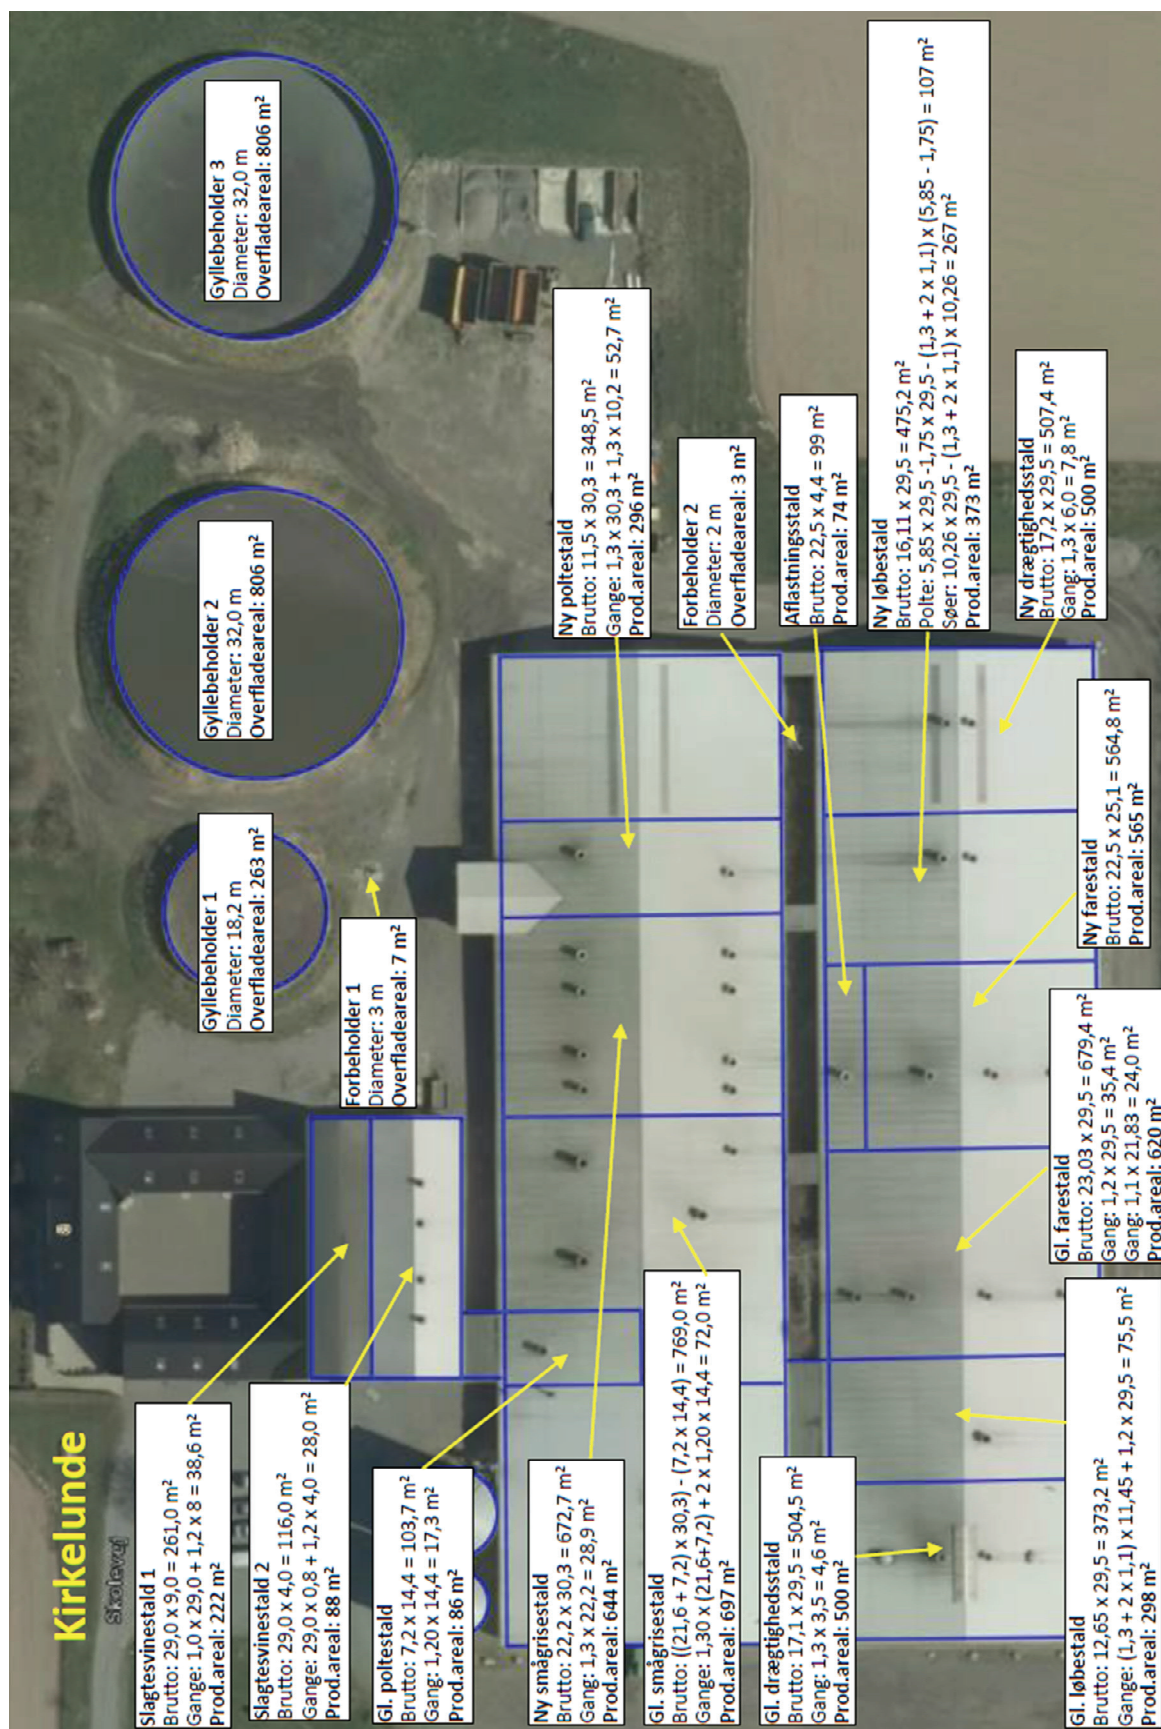 Kirkelunde
Skolevej
8
Slagtesvinestald 1
Brutto: 29,0 x 9,0 = 261,0 m²
Gange: 1,0 x 29,0 + 1,2 x 8 = 38,6 m²
Prod.areal: 222 m²
Slagtesvinestald 2
Brutto: 29,0 x 4,0 = 116,0 m²
Gange: 29,0 x 0,8 + 1,2 x 4,0 = 28,0 m²
Prod.areal: 88 m²
Gl. poltestald
Brutto: 7,2 x 14,4 = 103,7 m²
Gang: 1,20 x 14,4 = 17,3 m²
Prod.areal: 86 m²
Ny smågrisestald
Brutto: 22,2 x 30,3 = 672,7 m²
Gang: 1,3 x 22,2 = 28,9 m²
Prod.areal: 644 m²
Gl. smågrisestald
Brutto: ((21,6 + 7,2) x 30,3) - (7,2 x 14,4) = 769,0 m²
Gange: 1,30 x (21,6+7,2) + 2 x 1,20 x 14,4 = 72,0 m²
Prod.areal: 697 m²
Gl. drægtighedsstald
Brutto: 17,1 x 29,5 = 504,5 m²
Gang: 1,3 x 3,5 = 4,6 m²
Prod.areal: 500 m²
Gl. løbestald
Brutto: 12,65 x 29,5 = 373,2 m²
Gange: (1,3 + 2 x 1,1) x 11,45 + 1,2 x 29,5 = 75,5 m²
Prod.areal: 298 m²
Gyllebeholder 1
Diameter: 18,2 m
Overfladeareal: 263 m²
Forbeholder 1
Diameter: 3 m
Overfladeareal: 7 m²
Gl. farestald
Brutto: 23,03 x 29,5 = 679,4 m²
Gang: 1,2 x 29,5 = 35,4 m²
Gang: 1,1 x 21,83 = 24,0 m²
Prod.areal: 620 m²
Gyllebeholder 2
Diameter: 32,0 m
Overfladeareal: 806 m²
Ny farestald
Brutto: 22,5 x 25,1 = 564,8 m²
Prod.areal: 565 m²
Gyllebeholder 3
Diameter: 32,0 m
Overfladeareal: 806 m²
Ny poltestald
Brutto: 11,5 x 30,3 = 348,5 m²
Gange: 1,3 x 30,3 + 1,3 x 10,2 = 52,7 m²
Prod.areal: 296 m²
Forbeholder 2
Diameter: 2 m
Overfladeareal: 3 m²
Aflastningsstald
Brutto: 22,5 x 4,4 = 99 m²
Prod.areal: 74 m²
Ny løbestald
Brutto: 16,11 x 29,5 = 475,2 m²
Polte: 5,85 x 29,5 -1,75 x 29,5 - (1,3 + 2 x 1,1) x (5,85 - 1,75) = 107 m²
Søer: 10,26 x 29,5 - (1,3 + 2 x 1,1) x 10,26 = 267 m²
Prod.areal: 373 m²
Ny drægtighedsstald
Brutto: 17,2 x 29,5 = 507,4 m²
Gang: 1,3 x 6,0 = 7,8 m²
Prod.areal: 500 m²